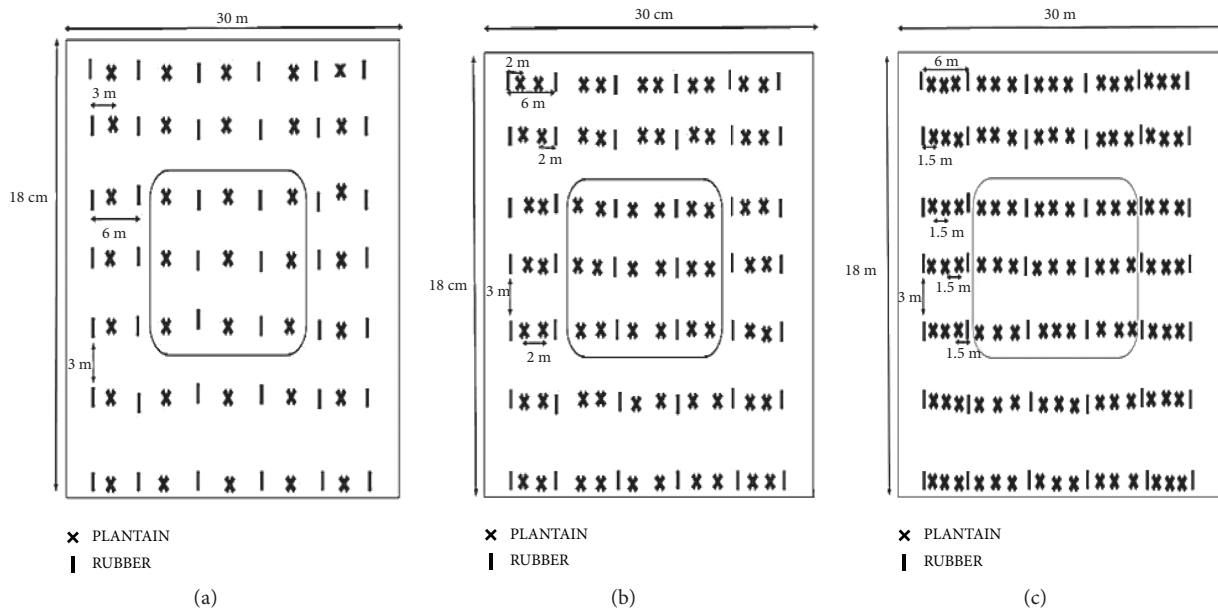 30 m
3 m
18 cm
6 m
3 m
× PLANTAIN
RUBBER
(a)
30 cm
2 m
6 m
2 m
18 cm
3 m
2 m
× PLANTAIN
RUBBER
(b)
30 m
6 m
1.5 m
1.5 m
18 m
1.5 m
3 m
1.5 m
× PLANTAIN
RUBBER
(c)